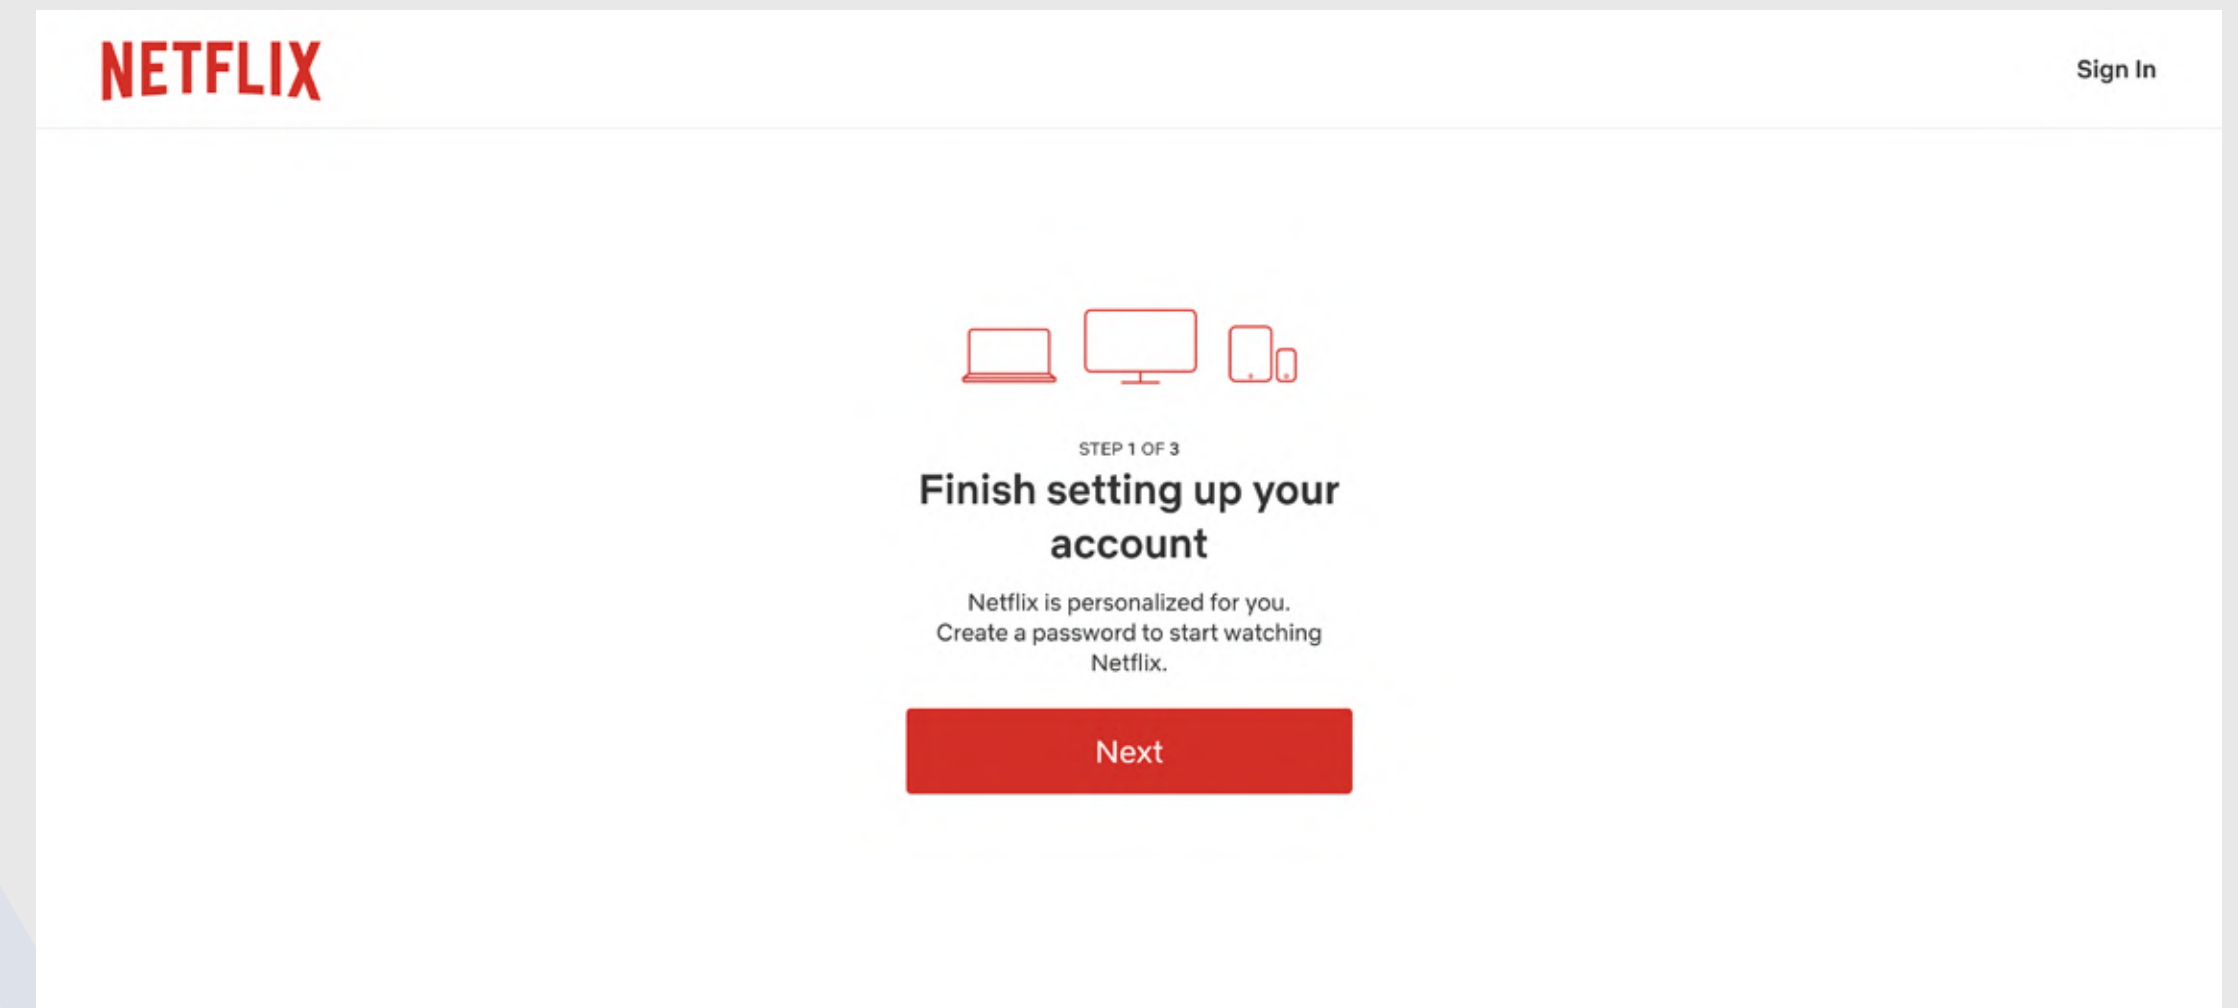 NETFLIX
Sign In
STEP 1 OF 3
Finish setting up your
account
Netflix is personalized for you.
Create a password to start watching
Netflix.
Next